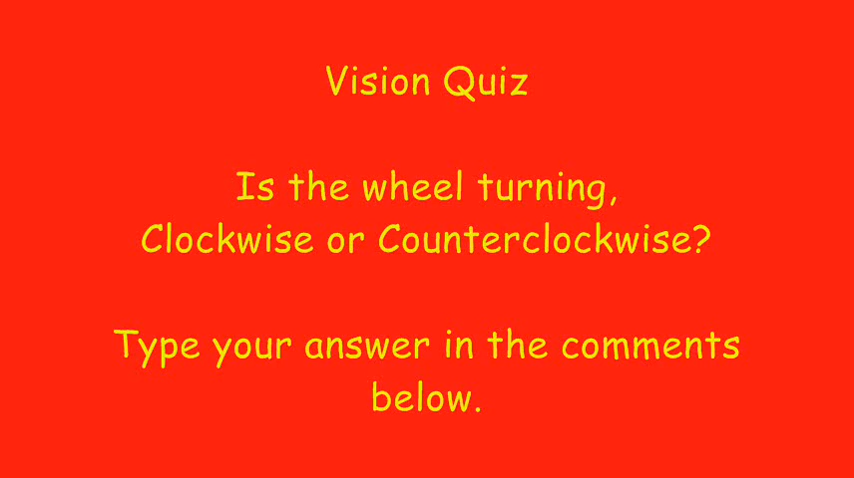 Vision Quiz
Is the wheel turning,
Clockwise or Counterclockwise?
Type your answer in the comments
below.